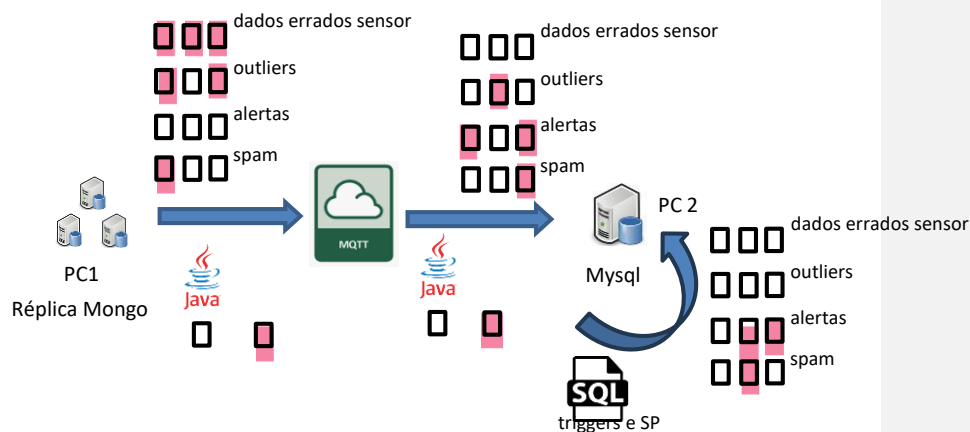 dados errados sensor
outliers
alertas
spam
dados errados sensor
outliers
alertas
spam
PC1
Réplica Mongo
MQTT
Java
Java
PC 2
Mysql
dados errados sensor
outliers
alertas
spam
SQL
triggers e SP